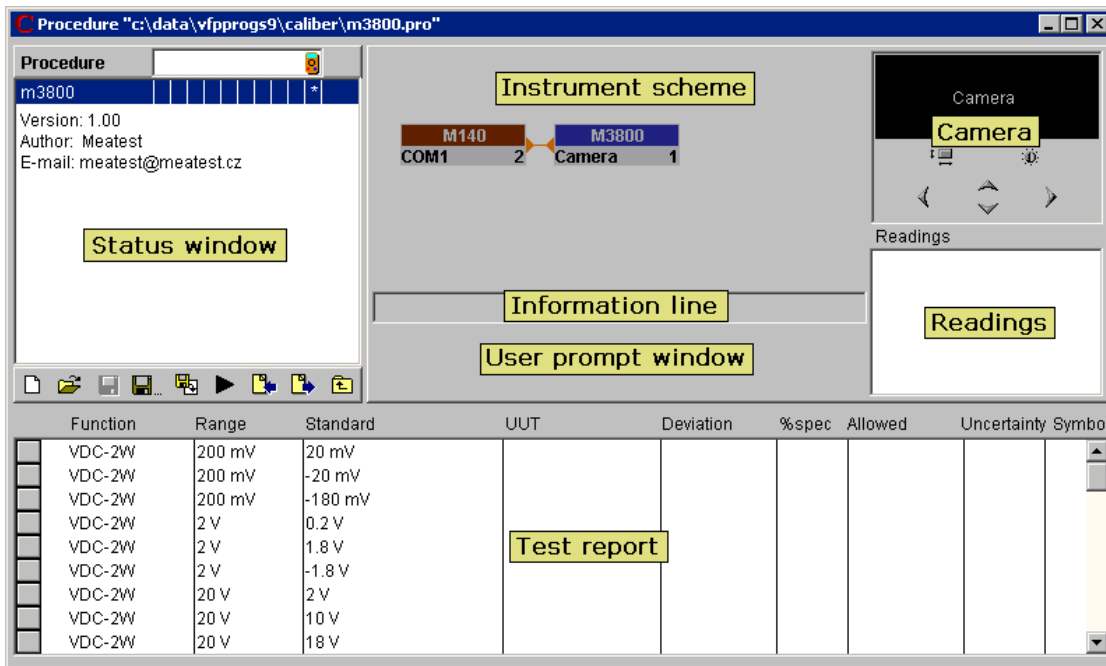 Procedure "c:\data\vfpprogs9\caliber\m3800.pro"
Procedure
m3800 *
Version: 1.00
Author: Meatest
E-mail: meatest@meatest.cz
Status window
Instrument scheme
M140 M3800
COM1 2 Camera 1
Information line
User prompt window
Camera
Camera
Readings
Readings
Function Range Standard UUT Deviation %spec Allowed Uncertainty Symbo
VDC-2W 200 mV 20 mV
VDC-2W 200 mV -20 mV
VDC-2W 200 mV -180 mV
VDC-2W 2 V 0.2 V
VDC-2W 2 V 1.8 V
VDC-2W 2 V -1.8 V
VDC-2W 20 V 2 V
VDC-2W 20 V 10 V
VDC-2W 20 V 18 V
Test report